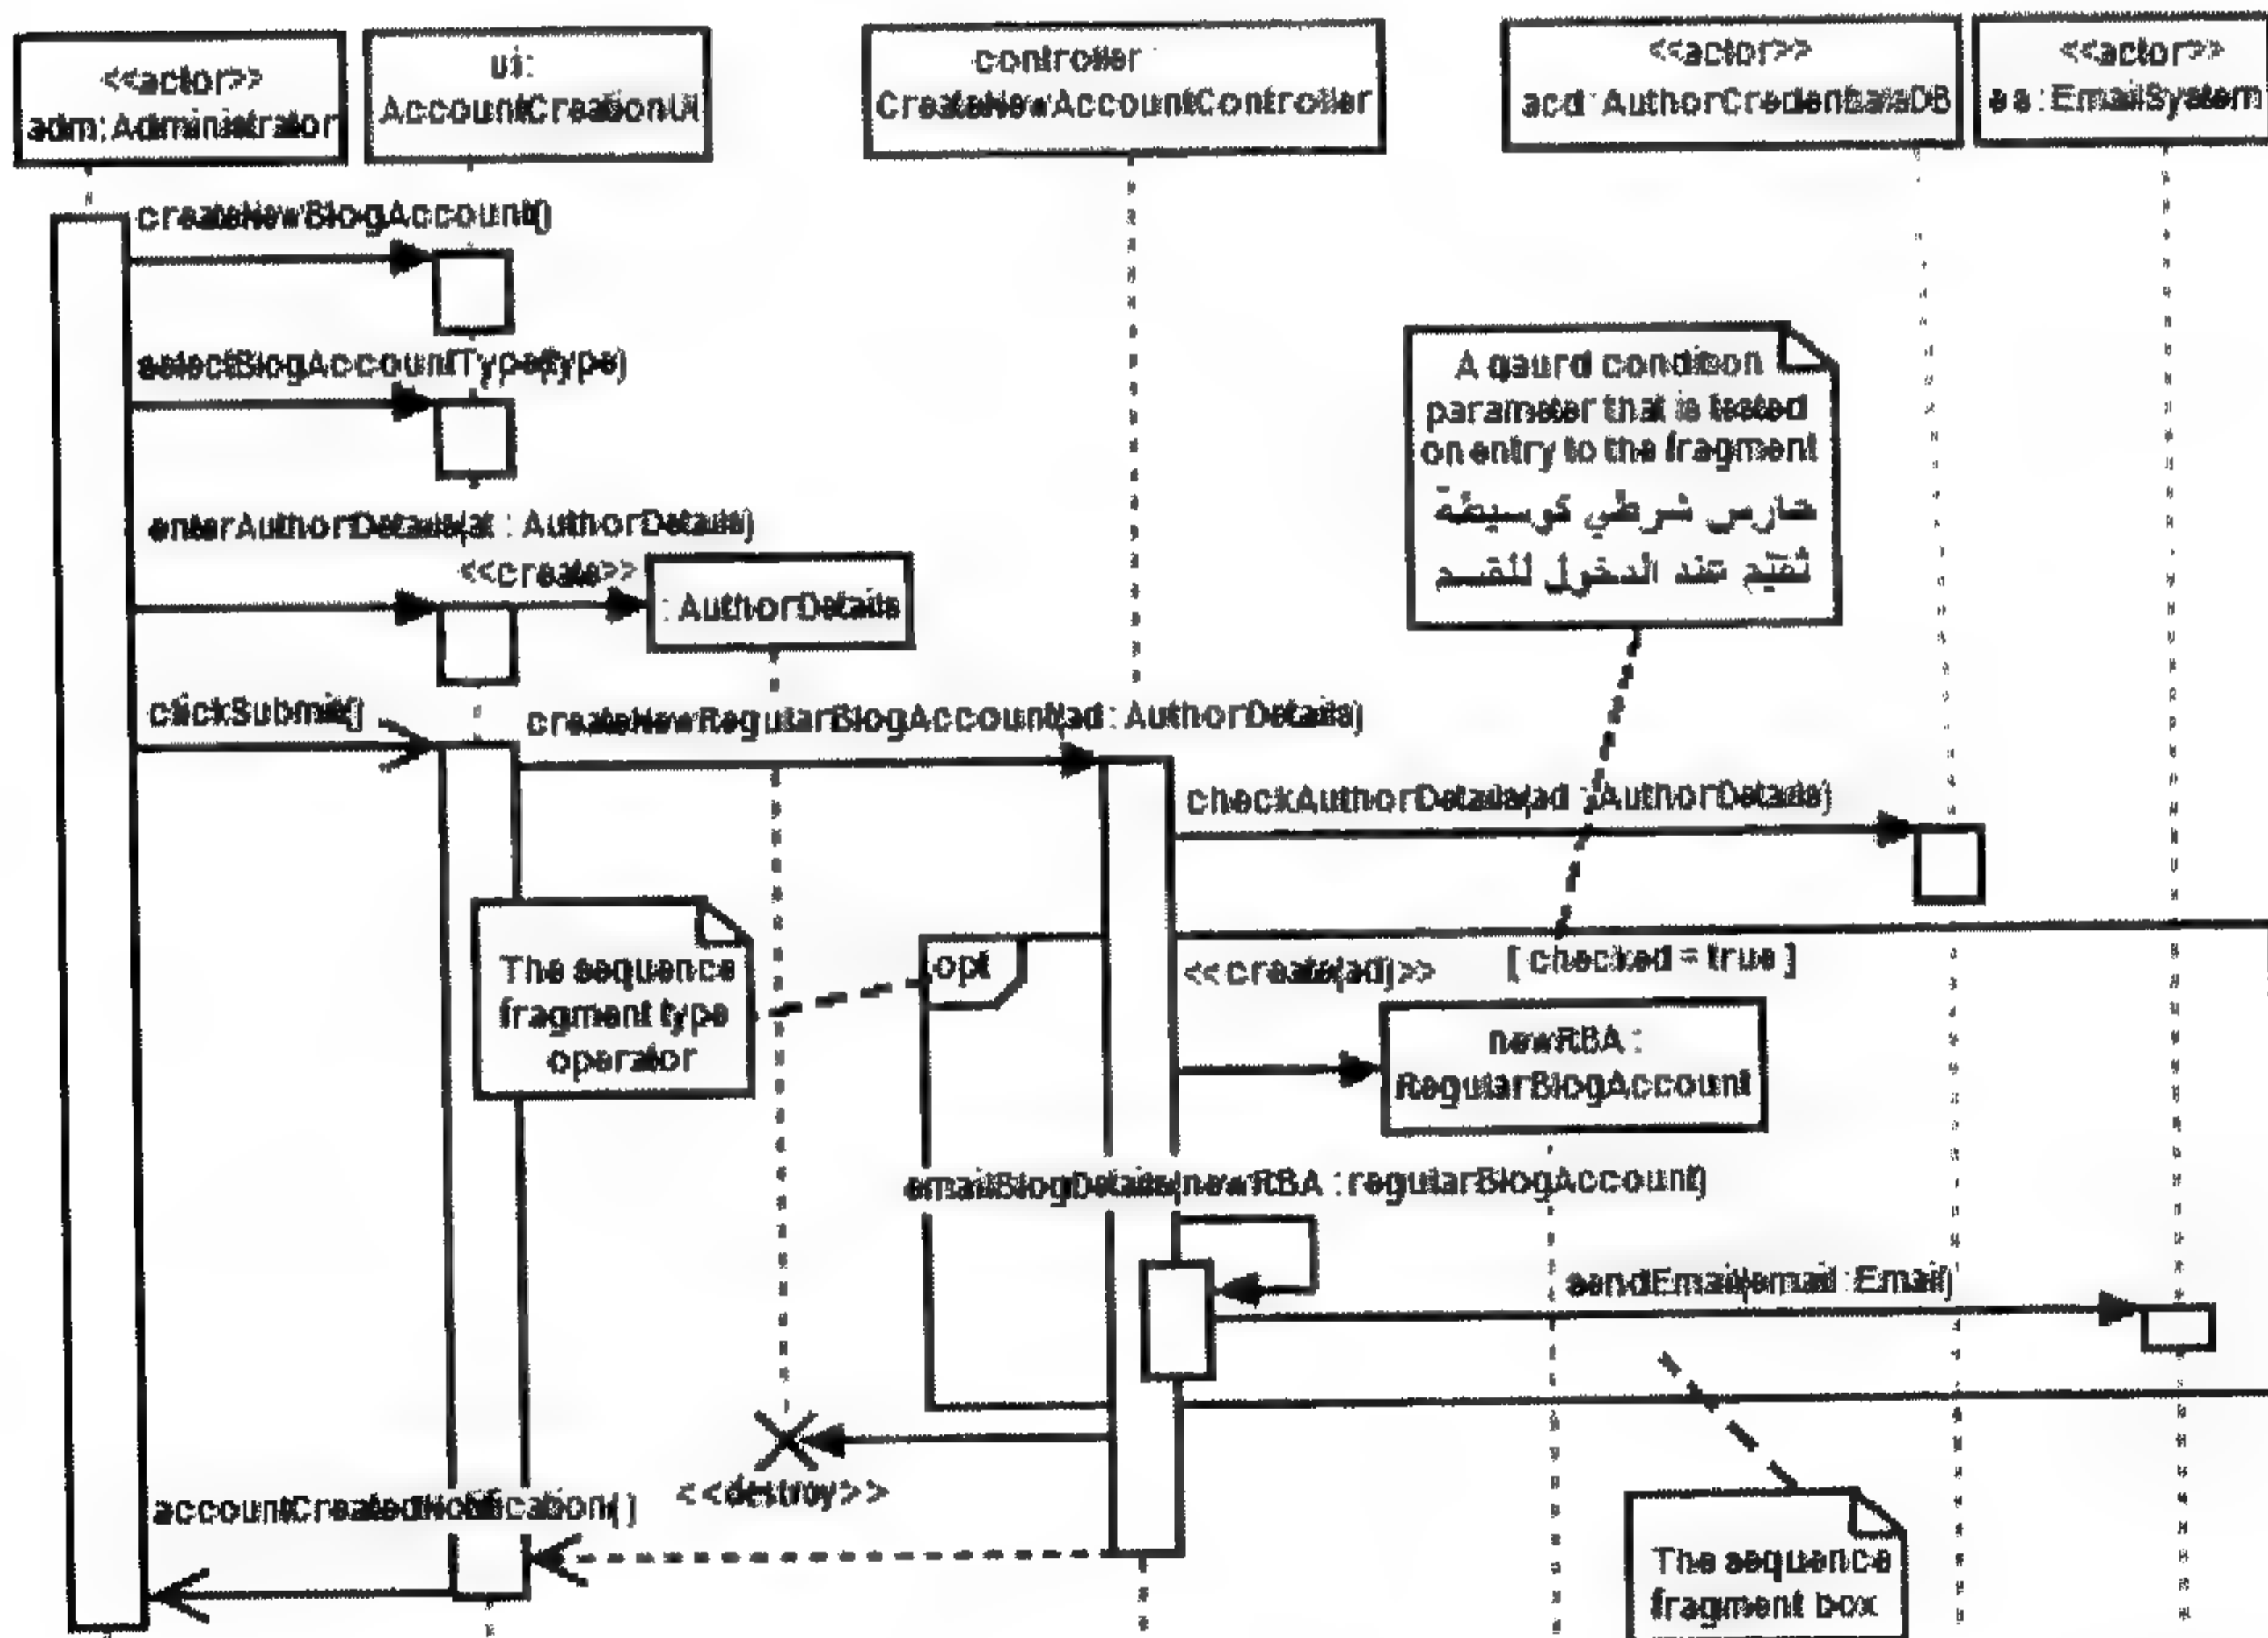 <<actor>>
adm:Administrator
ui:
AccountCreationUI
controller :
CreateNewAccountController
<<actor>>
acd:AuthorCredentialsDB
<<actor>>
es:EmailSystem
createNewBlogAccount()
selectBlogAccountType(type)
A gaurd condition
parameter that is tested
on entry to the fragment
حارس شرطي كوسيطة
تُقيّم عند الدخول للقسم
enterAuthorDetails(at : AuthorDetails)
<<create>>
: AuthorDetails
clickSubmit()
createNewRegularBlogAccount(ad : AuthorDetails)
checkAuthorDetails(ad : AuthorDetails)
The sequence
fragment type
operator
opt
<<create(ad)>>
[ checked = true ]
newRBA :
RegularBlogAccount
emailBlogDetails(newRBA : regularBlogAccount)
sendEmail(email : Email)
<<destroy>>
accountCreatedNotification()
The sequence
fragment box